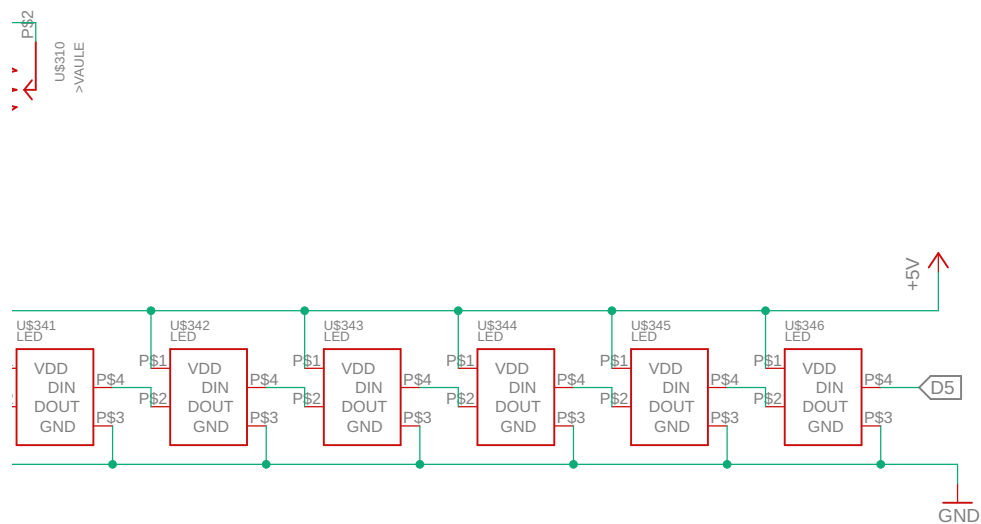 P$2
U$310
>VAULE
+5V
U$341
LED
VDD
DIN
DOUT
GND
P$4
P$3
U$342
LED
P$1
P$2
VDD
DIN
DOUT
GND
P$4
P$3
U$343
LED
P$1
P$2
VDD
DIN
DOUT
GND
P$4
P$3
U$344
LED
P$1
P$2
VDD
DIN
DOUT
GND
P$4
P$3
U$345
LED
P$1
P$2
VDD
DIN
DOUT
GND
P$4
P$3
U$346
LED
P$1
P$2
VDD
DIN
DOUT
GND
P$4
P$3
D5
GND